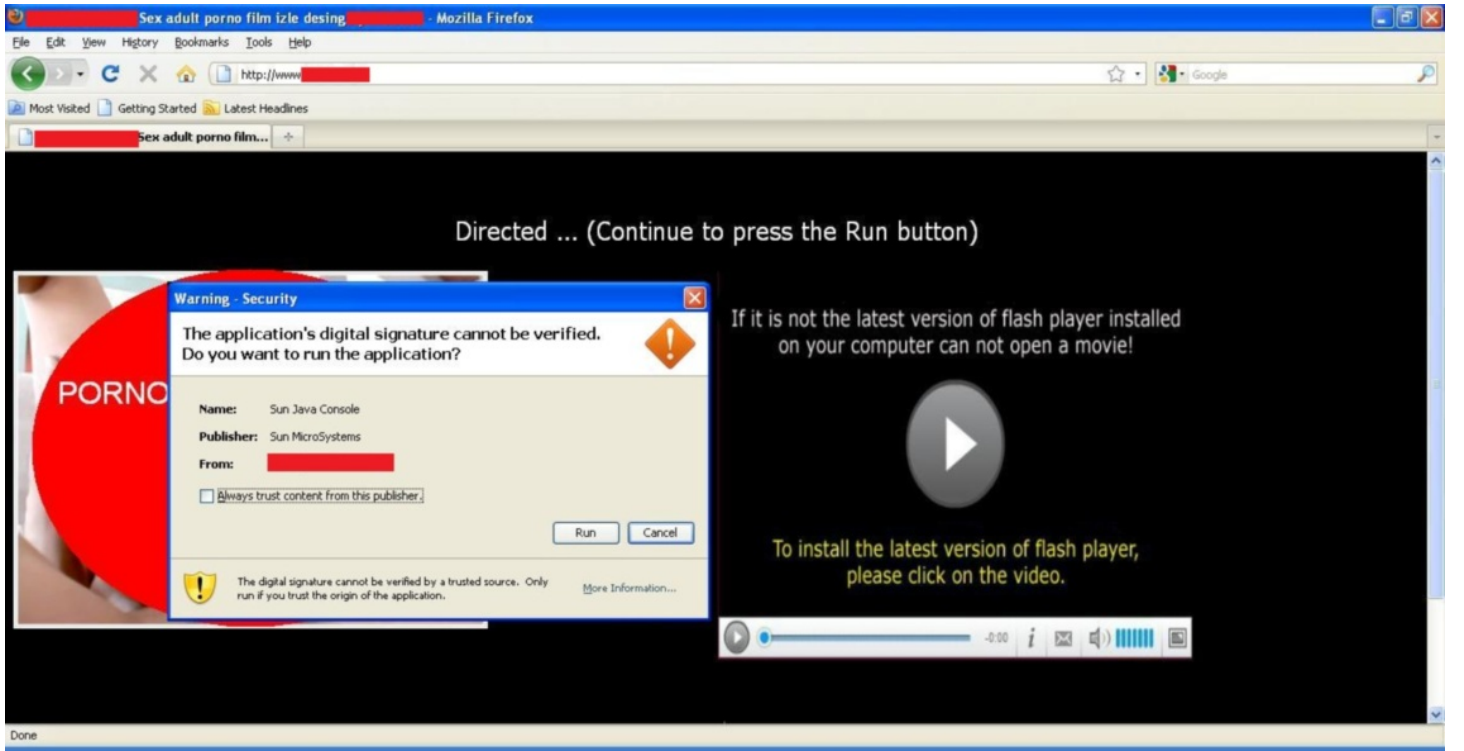 Sex adult porno film izle desing - Mozilla Firefox
File Edit View History Bookmarks Tools Help
http://www
Google
Most Visited Getting Started Latest Headlines
Sex adult porno film...
Directed ... (Continue to press the Run button)
Warning - Security
The application's digital signature cannot be verified.
Do you want to run the application?
PORNO
Name: Sun Java Console
Publisher: Sun MicroSystems
From:
Always trust content from this publisher.
Run Cancel
The digital signature cannot be verified by a trusted source. Only
run if you trust the origin of the application.
More Information...
If it is not the latest version of flash player installed
on your computer can not open a movie!
To install the latest version of flash player,
please click on the video.
-0:00
Done